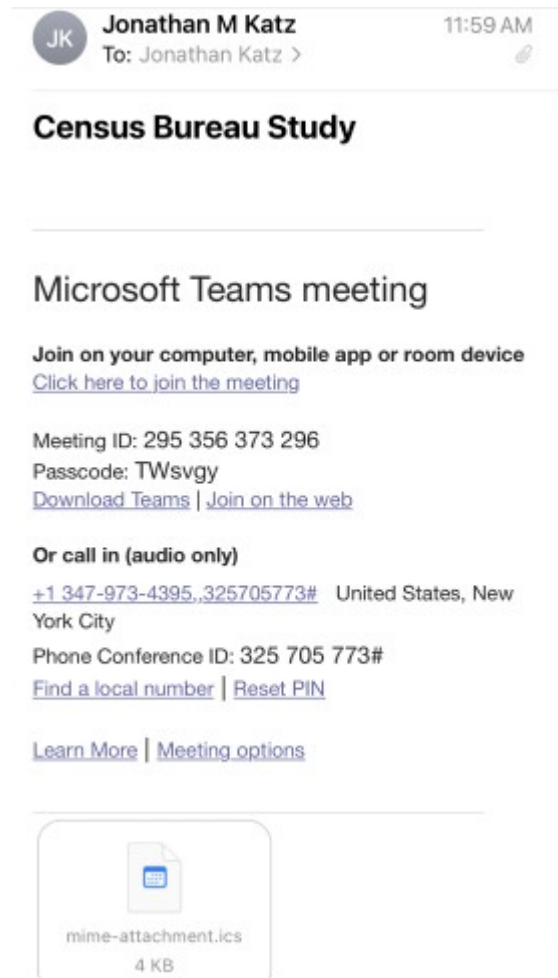 JK
Jonathan M Katz 11:59 AM
To: Jonathan Katz >
Census Bureau Study
Microsoft Teams meeting
Join on your computer, mobile app or room device
Click here to join the meeting
Meeting ID: 295 356 373 296
Passcode: TWsvgy
Download Teams | Join on the web
Or call in (audio only)
+1 347-973-4395,,325705773# United States, New
York City
Phone Conference ID: 325 705 773#
Find a local number | Reset PIN
Learn More | Meeting options
mime-attachment.ics
4 KB